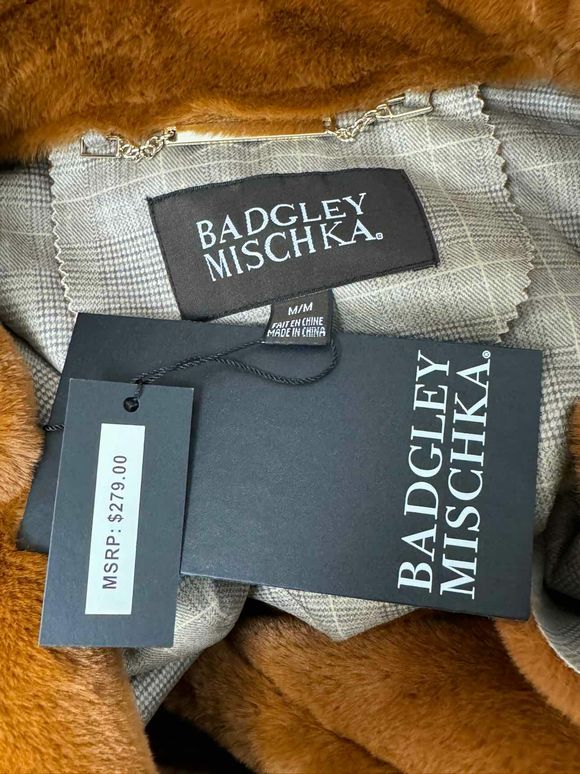 BADGLEY
MISCHKA®
M/M
FAIT EN CHINE
MADE IN CHINA
MSRP: $279.00
BADGLEY
MISCHKA®